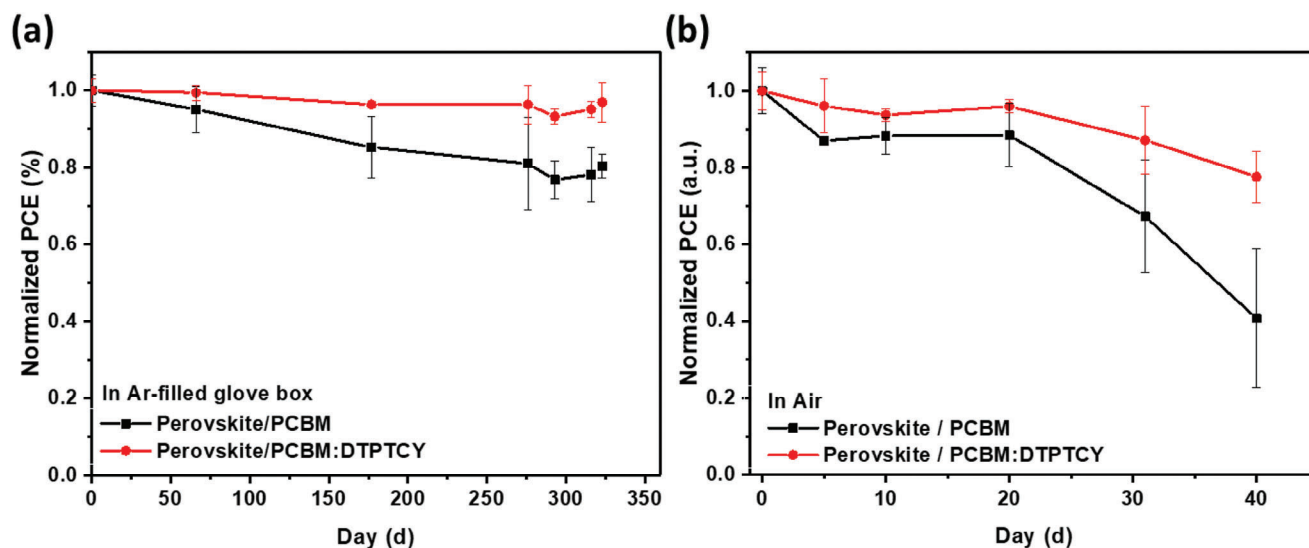 (a)
Normalized PCE (%)
1.0
0.8
0.6
0.4
0.2
0.0
In Ar-filled glove box
Perovskite/PCBM
Perovskite/PCBM:DTPTCY
0 50 100 150 200 250 300 350
Day (d)
(b)
Normalized PCE (a.u.)
1.0
0.8
0.6
0.4
0.2
0.0
In Air
Perovskite / PCBM
Perovskite / PCBM:DTPTCY
0 10 20 30 40
Day (d)